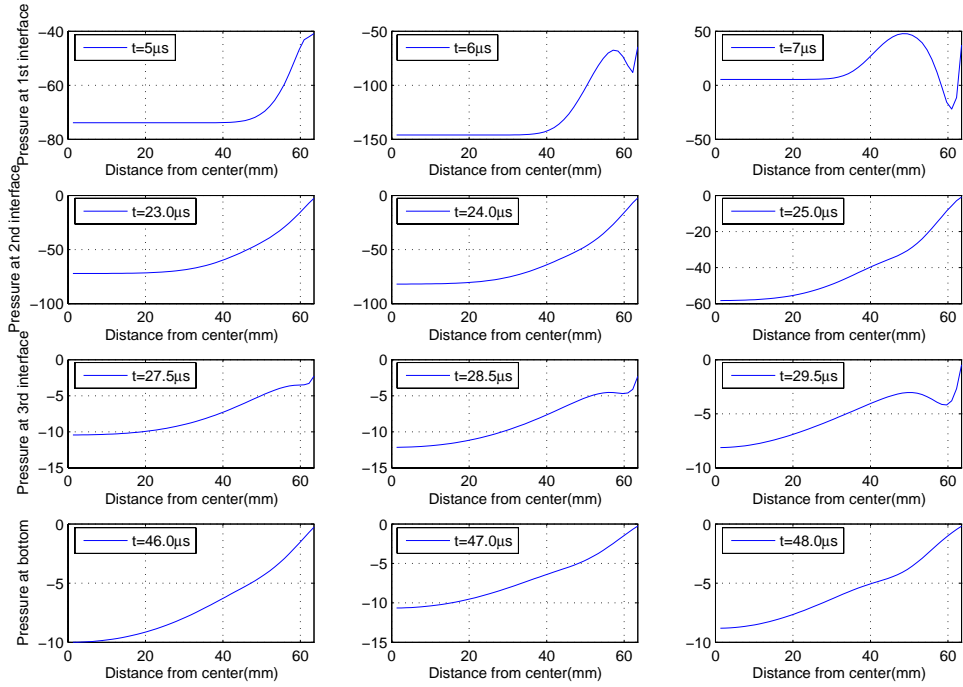 Pressure at 1st interface
−40
−60
−80
t=5μs
0 20 40 60
Distance from center(mm)
−50
−100
−150
t=6μs
0 20 40 60
Distance from center(mm)
50
0
50
t=7μs
0 20 40 60
Distance from center(mm)
Pressure at 2nd interface
0
−50
−100
t=23.0μs
0 20 40 60
Distance from center(mm)
0
−50
−100
t=24.0μs
0 20 40 60
Distance from center(mm)
0
−20
−40
−60
t=25.0μs
0 20 40 60
Distance from center(mm)
Pressure at 3rd interface
0
−5
−10
−15
t=27.5μs
0 20 40 60
Distance from center(mm)
0
−5
−10
−15
t=28.5μs
0 20 40 60
Distance from center(mm)
0
−5
−10
t=29.5μs
0 20 40 60
Distance from center(mm)
Pressure at bottom
0
−5
−10
t=46.0μs
0 20 40 60
Distance from center(mm)
0
−5
−10
−15
t=47.0μs
0 20 40 60
Distance from center(mm)
0
−5
−10
t=48.0μs
0 20 40 60
Distance from center(mm)